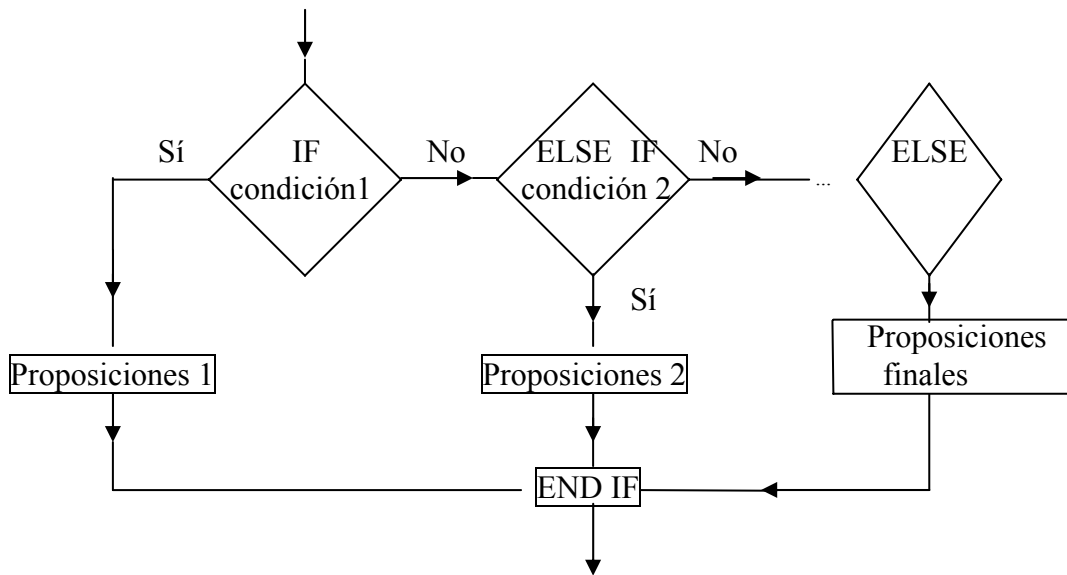 Sí
IF
condición1
No
ELSE IF
condición 2
No
...
ELSE
Sí
Proposiciones 1
Proposiciones 2
Proposiciones
finales
END IF